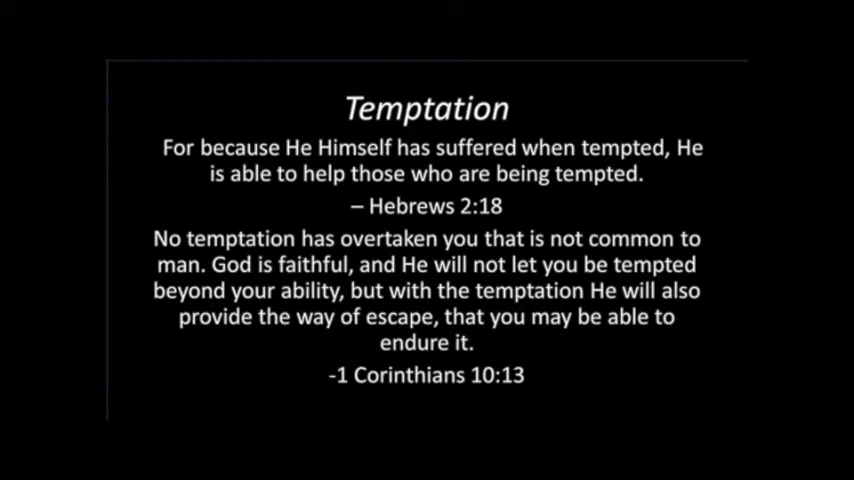 Temptation
For because He Himself has suffered when tempted, He
is able to help those who are being tempted.
– Hebrews 2:18
No temptation has overtaken you that is not common to
man. God is faithful, and He will not let you be tempted
beyond your ability, but with the temptation He will also
provide the way of escape, that you may be able to
endure it.
-1 Corinthians 10:13